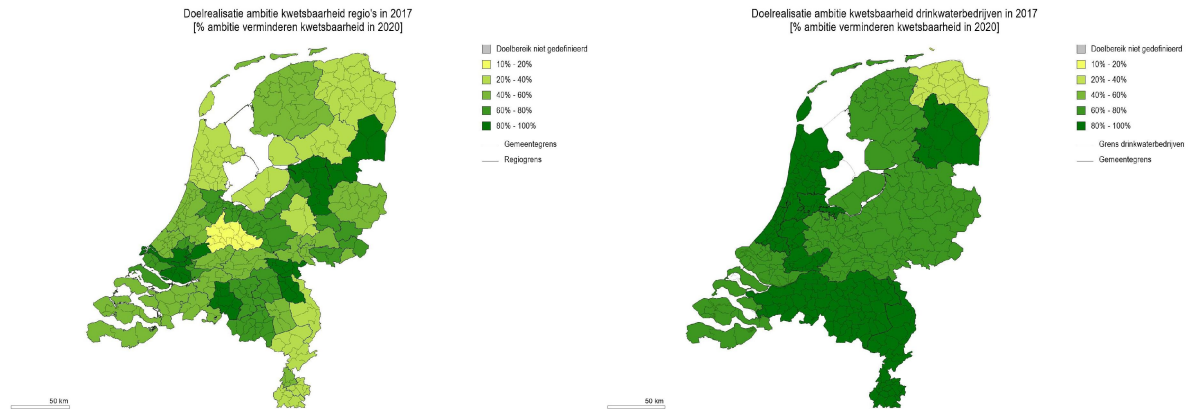 Doelrealisatie ambitie kwetsbaarheid regio's in 2017
[% ambitie verminderen kwetsbaarheid in 2020]
Doelbereik niet gedefinieerd
10% - 20%
20% - 40%
40% - 60%
60% - 80%
80% - 100%
Gemeentegrens
Regiogrens
50 km
Doelrealisatie ambitie kwetsbaarheid drinkwaterbedrijven in 2017
[% ambitie verminderen kwetsbaarheid in 2020]
Doelbereik niet gedefinieerd
10% - 20%
20% - 40%
40% - 60%
60% - 80%
80% - 100%
Grens drinkwaterbedrijven
Gemeentegrens
50 km